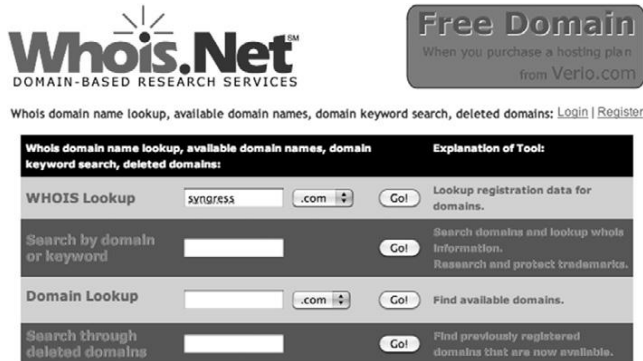 Whois.Net SM
DOMAIN-BASED RESEARCH SERVICES
Free Domain
When you purchase a hosting plan
from Verio.com
Whois domain name lookup, available domain names, domain keyword search, deleted domains: Login | Register
Whois domain name lookup, available domain names, domain
keyword search, deleted domains:
Explanation of Tool:
WHOIS Lookup
syngress
.com
Go!
Lookup registration data for
domains.
Search by domain
or keyword
Go!
Search domains and lookup whois
information.
Research and protect trademarks.
Domain Lookup
.com
Go!
Find available domains.
Search through
deleted domains
Go!
Find previously registered
domains that are now available.